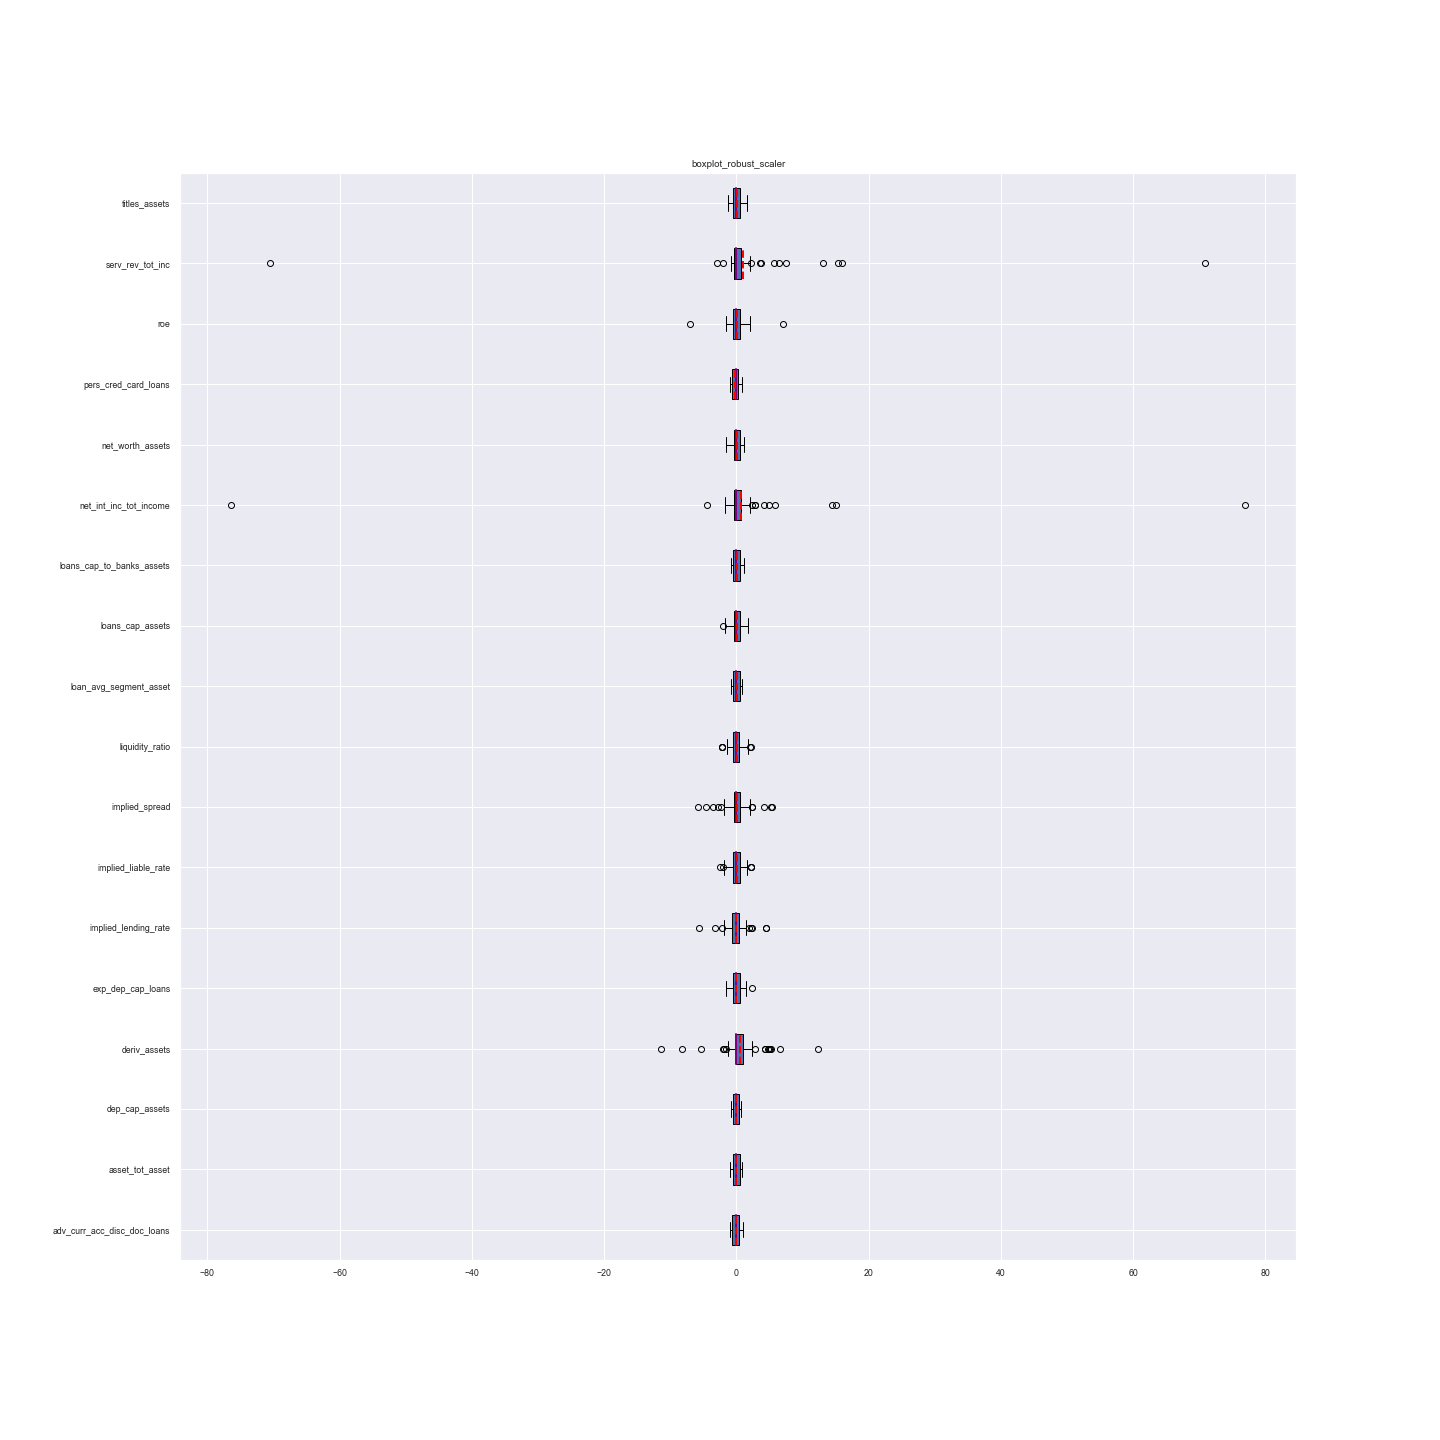 boxplot_robust_scaler
titles_assets
serv_rev_tot_inc
roe
pers_cred_card_loans
net_worth_assets
net_int_inc_tot_income
loans_cap_to_banks_assets
loans_cap_assets
loan_avg_segment_asset
liquidity_ratio
implied_spread
implied_liable_rate
implied_lending_rate
exp_dep_cap_loans
deriv_assets
dep_cap_assets
asset_tot_asset
adv_curr_acc_disc_doc_loans
−80 −60 −40 −20 0 20 40 60 80